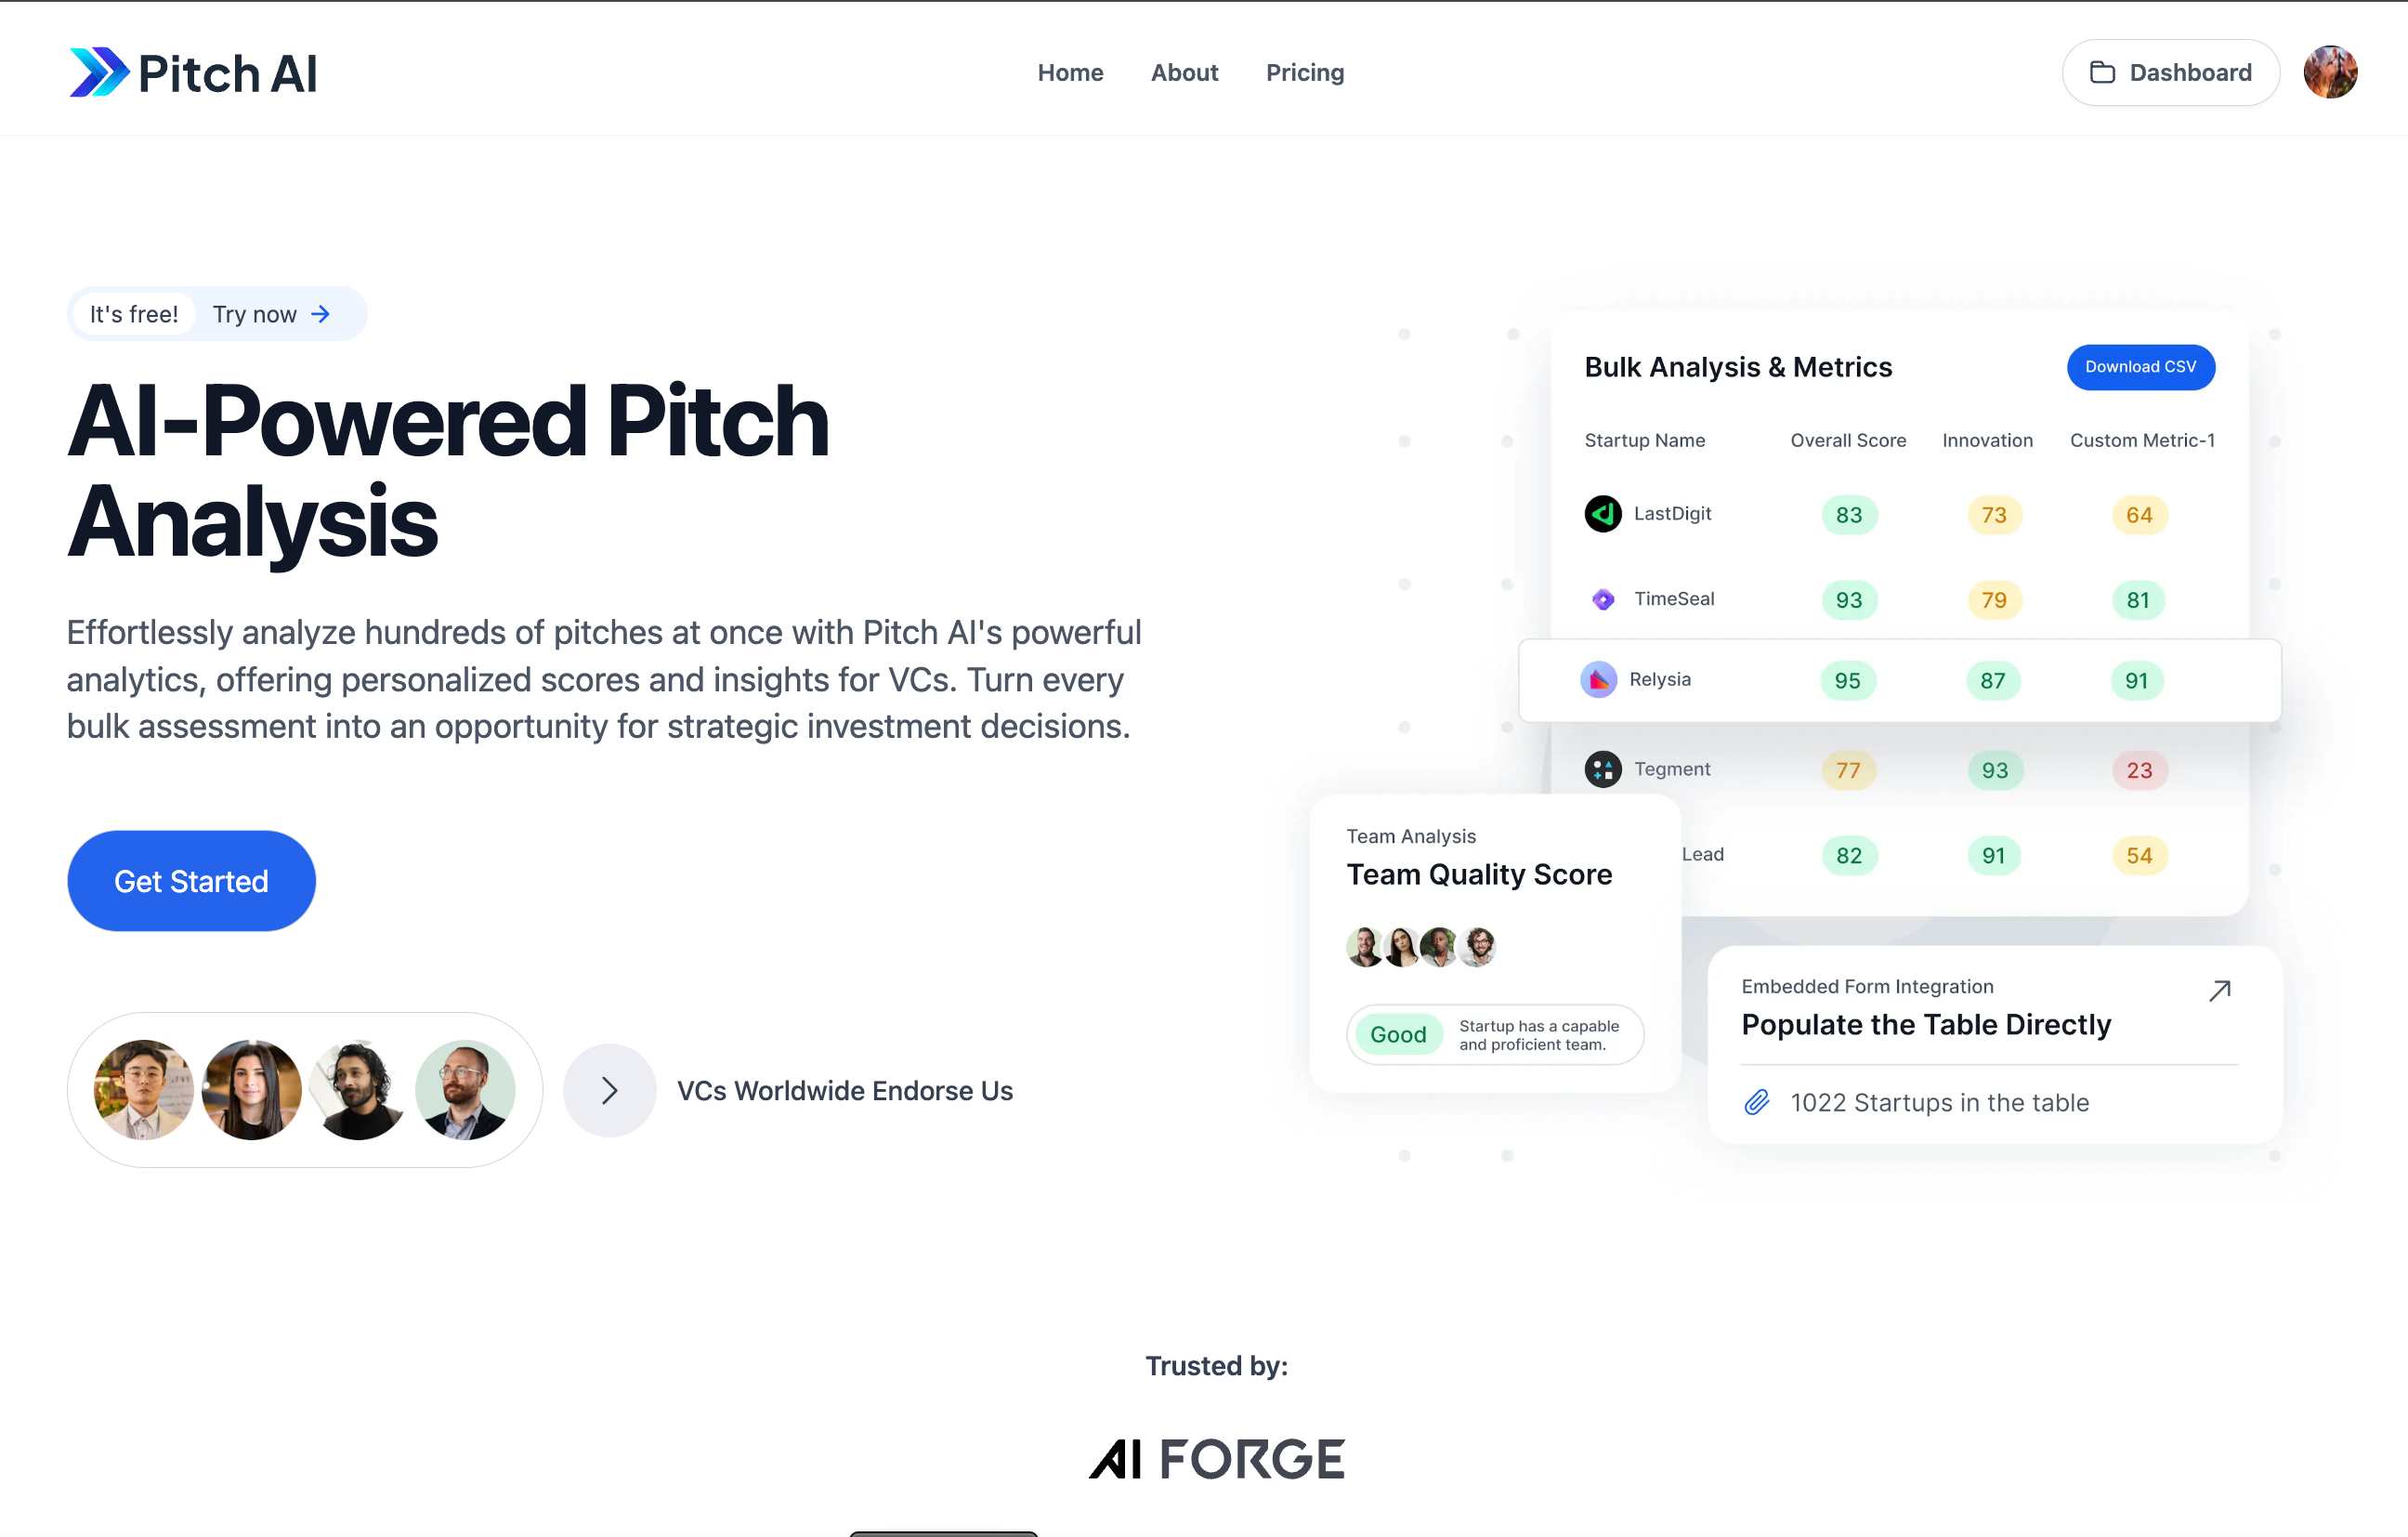 Pitch AI
Home
About
Pricing
Dashboard
It's free!
Try now
AI-Powered Pitch
Analysis
Effortlessly analyze hundreds of pitches at once with Pitch AI's powerful
analytics, offering personalized scores and insights for VCs. Turn every
bulk assessment into an opportunity for strategic investment decisions.
Get Started
VCs Worldwide Endorse Us
Bulk Analysis & Metrics
Download CSV
Startup Name Overall Score Innovation Custom Metric-1
LastDigit 83 73 64
TimeSeal 93 79 81
Relysia 95 87 91
Tegment 77 93 23
Lead 82 91 54
Team Analysis
Team Quality Score
Good
Startup has a capable
and proficient team.
Embedded Form Integration
Populate the Table Directly
1022 Startups in the table
Trusted by:
AI FORGE